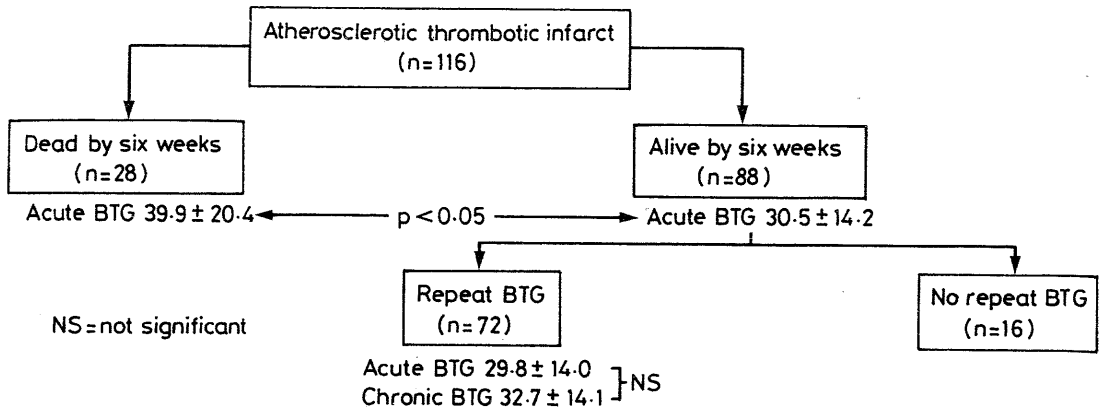 Atherosclerotic thrombotic infarct
(n=116)
Dead by six weeks
(n=28)
Alive by six weeks
(n=88)
Acute BTG 39·9 ± 20·4
p < 0·05
Acute BTG 30·5 ± 14·2
Repeat BTG
(n=72)
No repeat BTG
(n=16)
NS = not significant
Acute BTG 29·8 ± 14·0
Chronic BTG 32·7 ± 14·1
NS